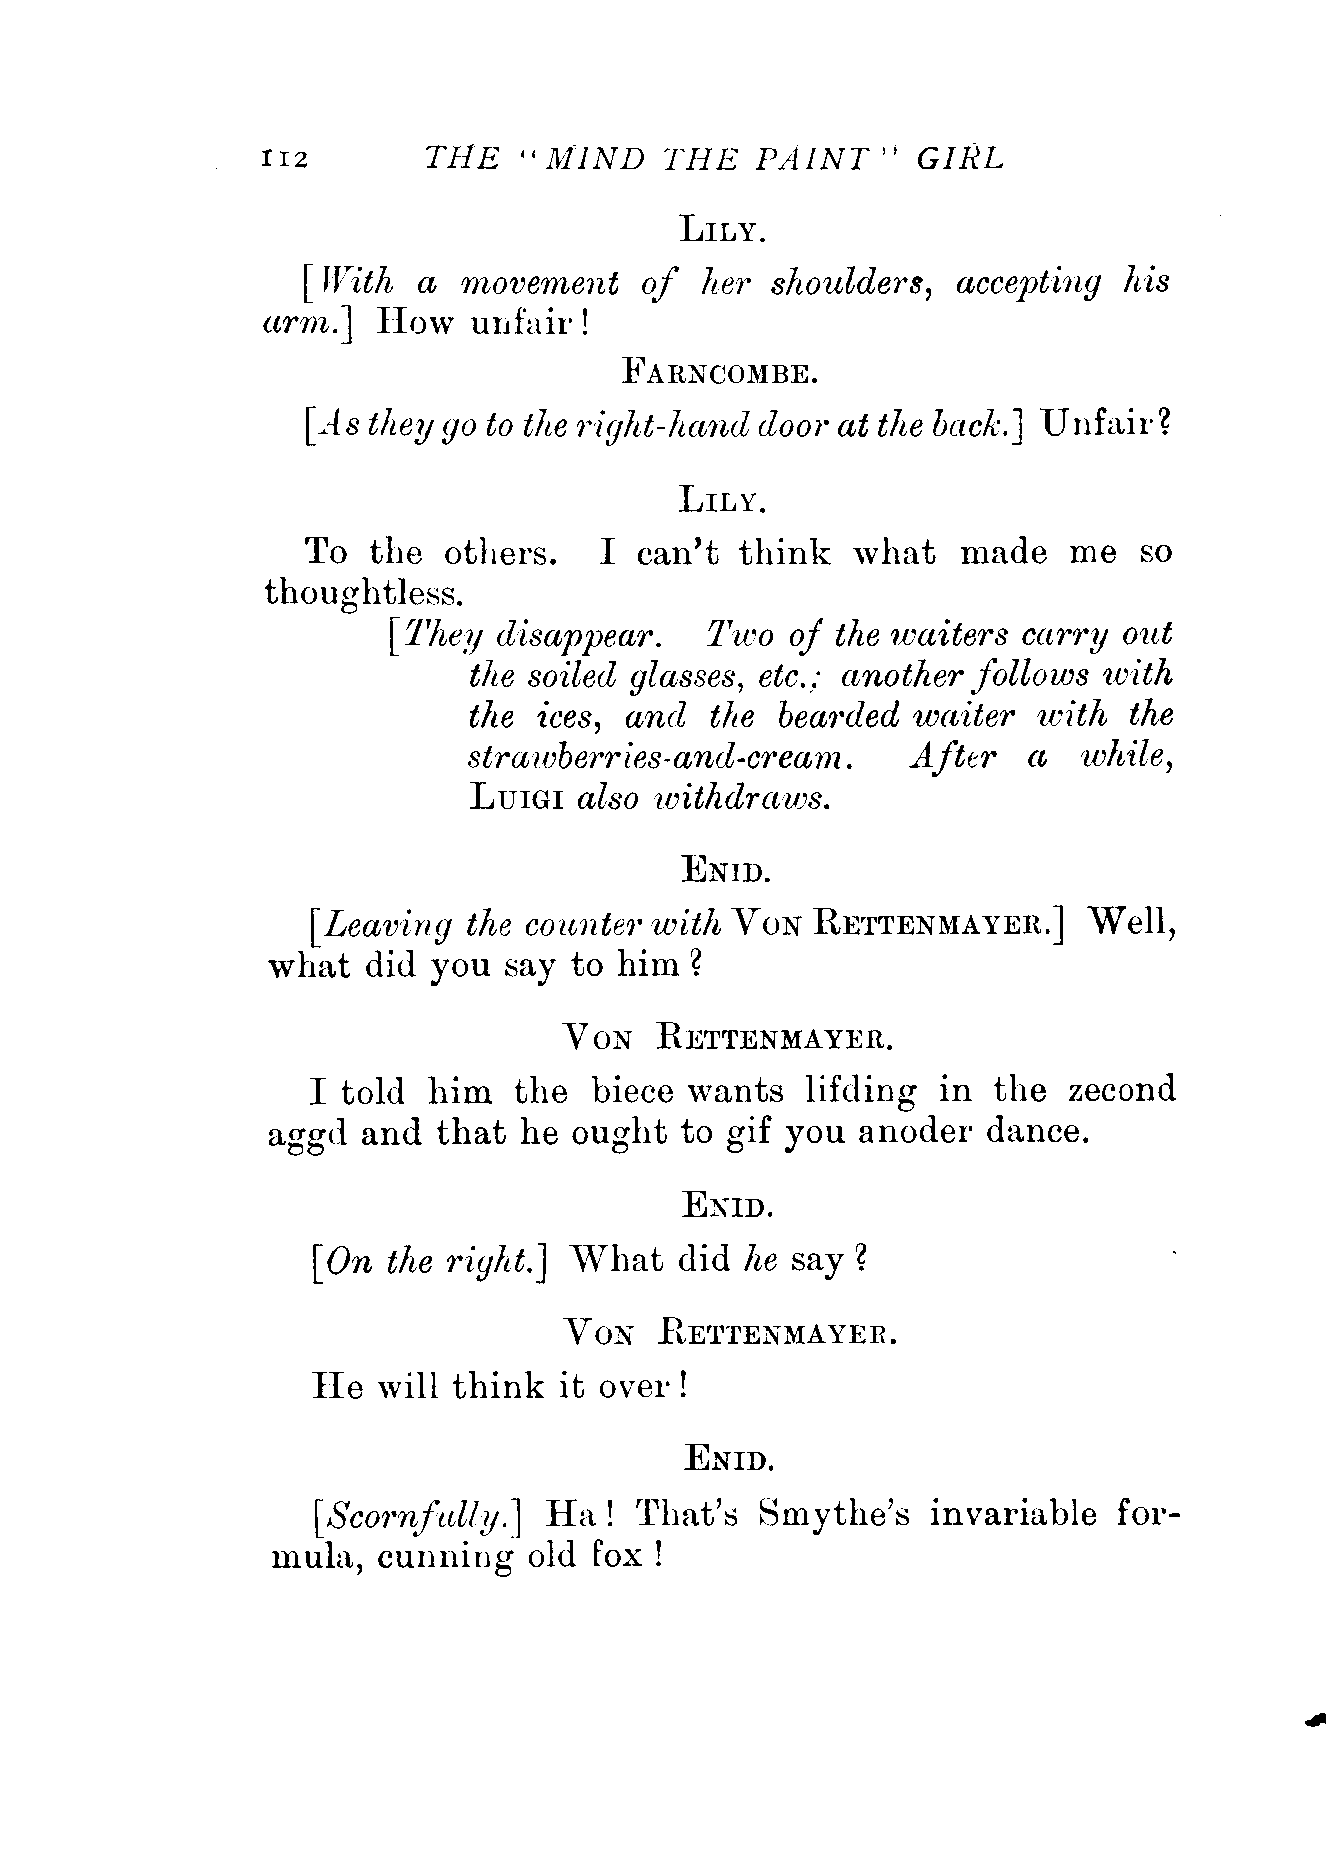 112 THE "MIND THE PAINT" GIRL
LILY.
[With a movement of her shoulders, accepting his
arm.] How unfair!
FARNCOMBE.
[As they go to the right-hand door at the back.] Unfair?
LILY.
To the others. I can't think what made me so
thoughtless.
[They disappear. Two of the waiters carry out
the soiled glasses, etc.; another follows with
the ices, and the bearded waiter with the
strawberries-and-cream. After a while,
LUIGI also withdraws.
ENID.
[Leaving the counter with VON RETTENMAYER.] Well,
what did you say to him?
VON RETTENMAYER.
I told him the biece wants lifding in the zecond
aggd and that he ought to gif you anoder dance.
ENID.
[On the right.] What did he say?
VON RETTENMAYER.
He will think it over!
ENID.
[Scornfully.] Ha! That's Smythe's invariable for-
mula, cunning old fox!